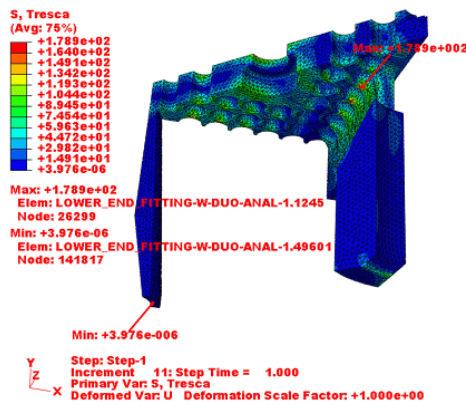 S, Tresca
(Avg: 75%)
+1.789e+02
+1.640e+02
+1.491e+02
+1.342e+02
+1.193e+02
+1.044e+02
+8.945e+01
+7.454e+01
+5.963e+01
+4.472e+01
+2.982e+01
+1.491e+01
+3.976e-06
Max: +1.789e+002
Max: +1.789e+02
Elem: LOWER_END_FITTING-W-DUO-ANAL-1.1245
Node: 26299
Min: +3.976e-06
Elem: LOWER_END_FITTING-W-DUO-ANAL-1.49601
Node: 141817
Min: +3.976e-006
Y
Z
X
Step: Step-1
Increment 11: Step Time = 1.000
Primary Var: S, Tresca
Deformed Var: U Deformation Scale Factor: +1.000e+00